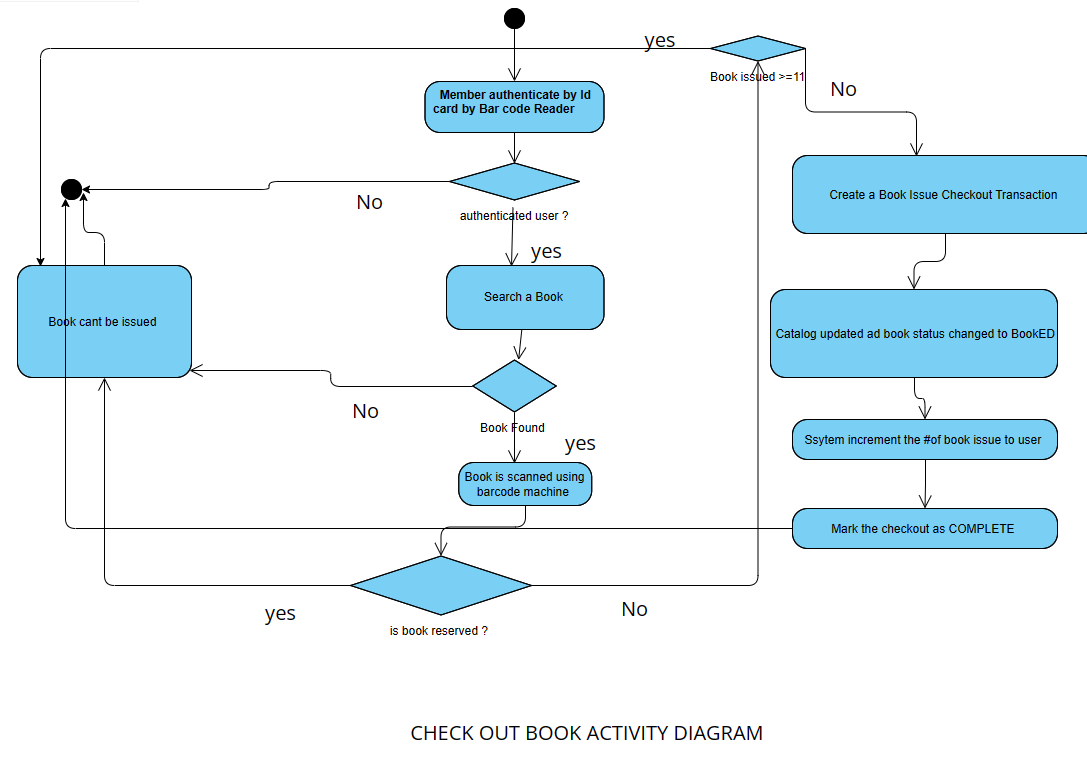 yes
Book issued >=11
No
Member authenticate by Id
card by Bar code Reader
Create a Book Issue Checkout Transaction
No
authenticated user ?
yes
Search a Book
Book cant be issued
Catalog updated ad book status changed to BookED
No
Book Found
yes
Ssytem increment the #of book issue to user
Book is scanned using
barcode machine
Mark the checkout as COMPLETE
yes
No
is book reserved ?
CHECK OUT BOOK ACTIVITY DIAGRAM